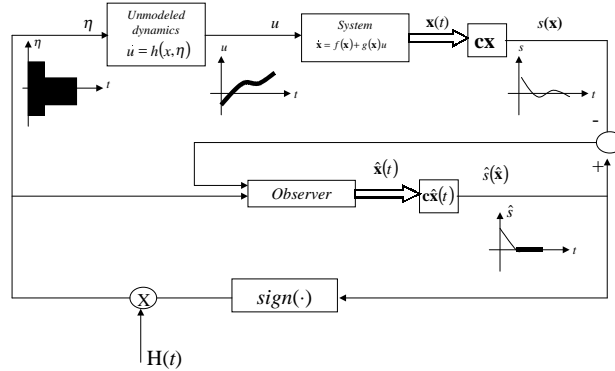 η
Unmodeled
dynamics
u̇ = h(x,η)
u
System
ẋ = f(x) + g(x)u
x(t)
cx
s(x)
η
t
u
t
s
t
-
+
Observer
x̂(t)
cx̂(t)
ŝ(x̂)
ŝ
t
X
sign(·)
H(t)